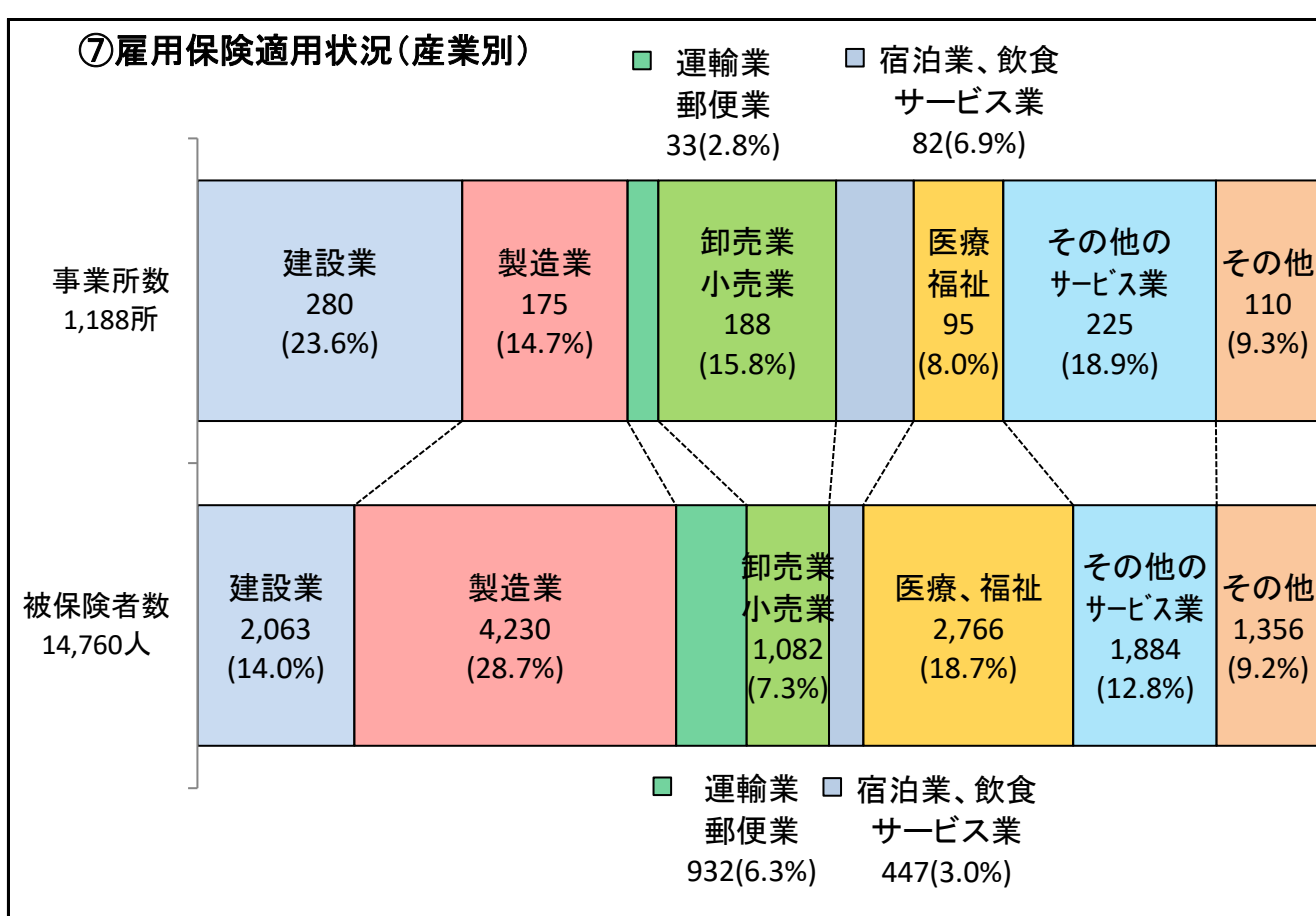 ⑦雇用保険適用状況(産業別)
運輸業
郵便業
33(2.8%)
宿泊業、飲食
サービス業
82(6.9%)
事業所数
1,188所
建設業
280
(23.6%)
製造業
175
(14.7%)
卸売業
小売業
188
(15.8%)
医療
福祉
95
(8.0%)
その他の
ｻｰﾋﾞｽ業
225
(18.9%)
その他
110
(9.3%)
被保険者数
14,760人
建設業
2,063
(14.0%)
製造業
4,230
(28.7%)
卸売業
小売業
1,082
(7.3%)
医療、福祉
2,766
(18.7%)
その他の
ｻｰﾋﾞｽ業
1,884
(12.8%)
その他
1,356
(9.2%)
運輸業
郵便業
932(6.3%)
宿泊業、飲食
サービス業
447(3.0%)